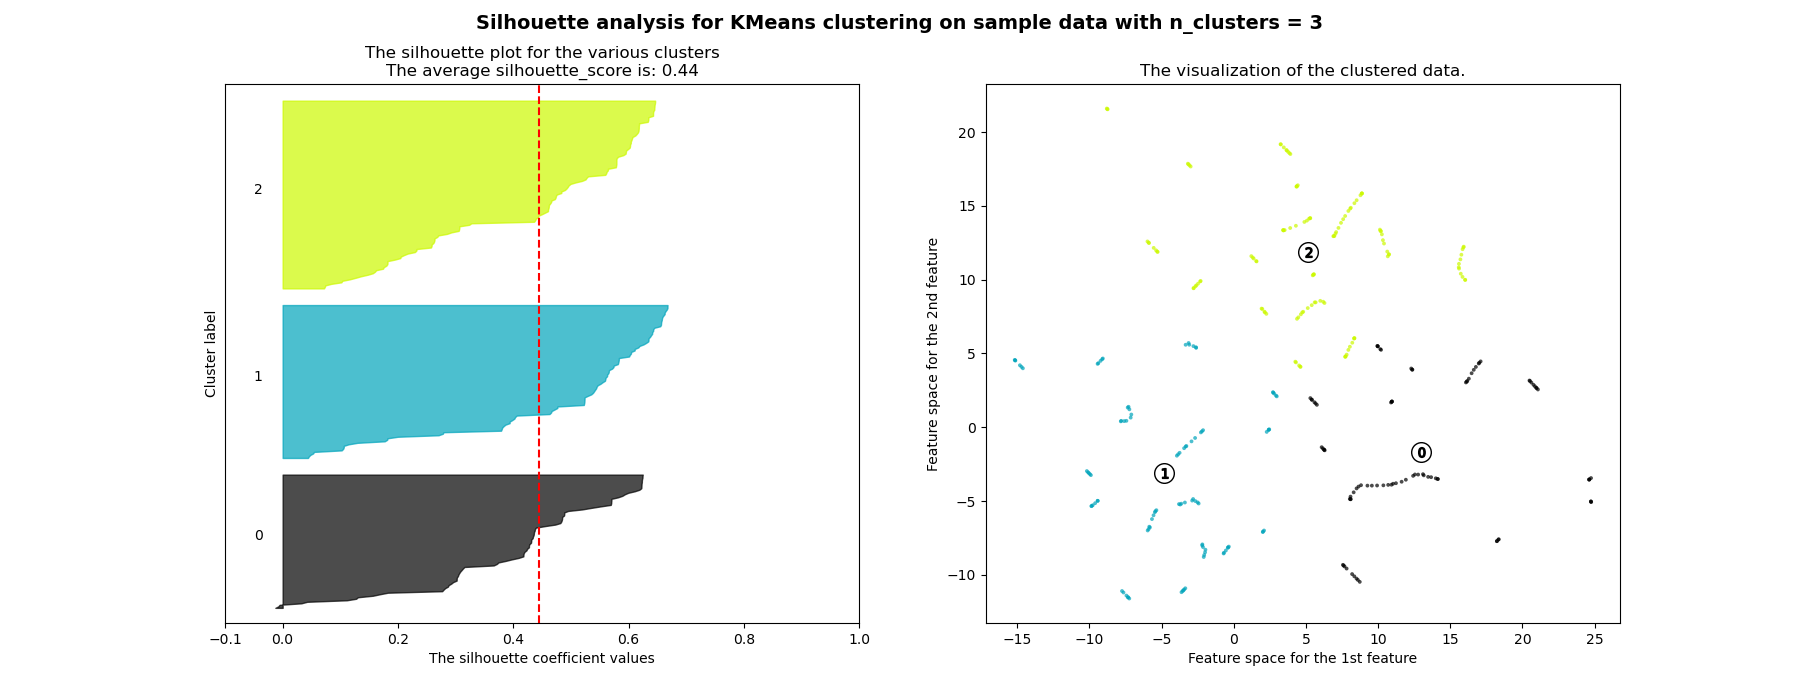 Silhouette analysis for KMeans clustering on sample data with n_clusters = 3
The silhouette plot for the various clusters
The average silhouette_score is: 0.44
Cluster label
2
1
0
−0.1 0.0 0.2 0.4 0.6 0.8 1.0
The silhouette coefficient values
The visualization of the clustered data.
Feature space for the 2nd feature
20
15
10
5
0
−5
−10
2
0
1
−15 −10 −5 0 5 10 15 20 25
Feature space for the 1st feature